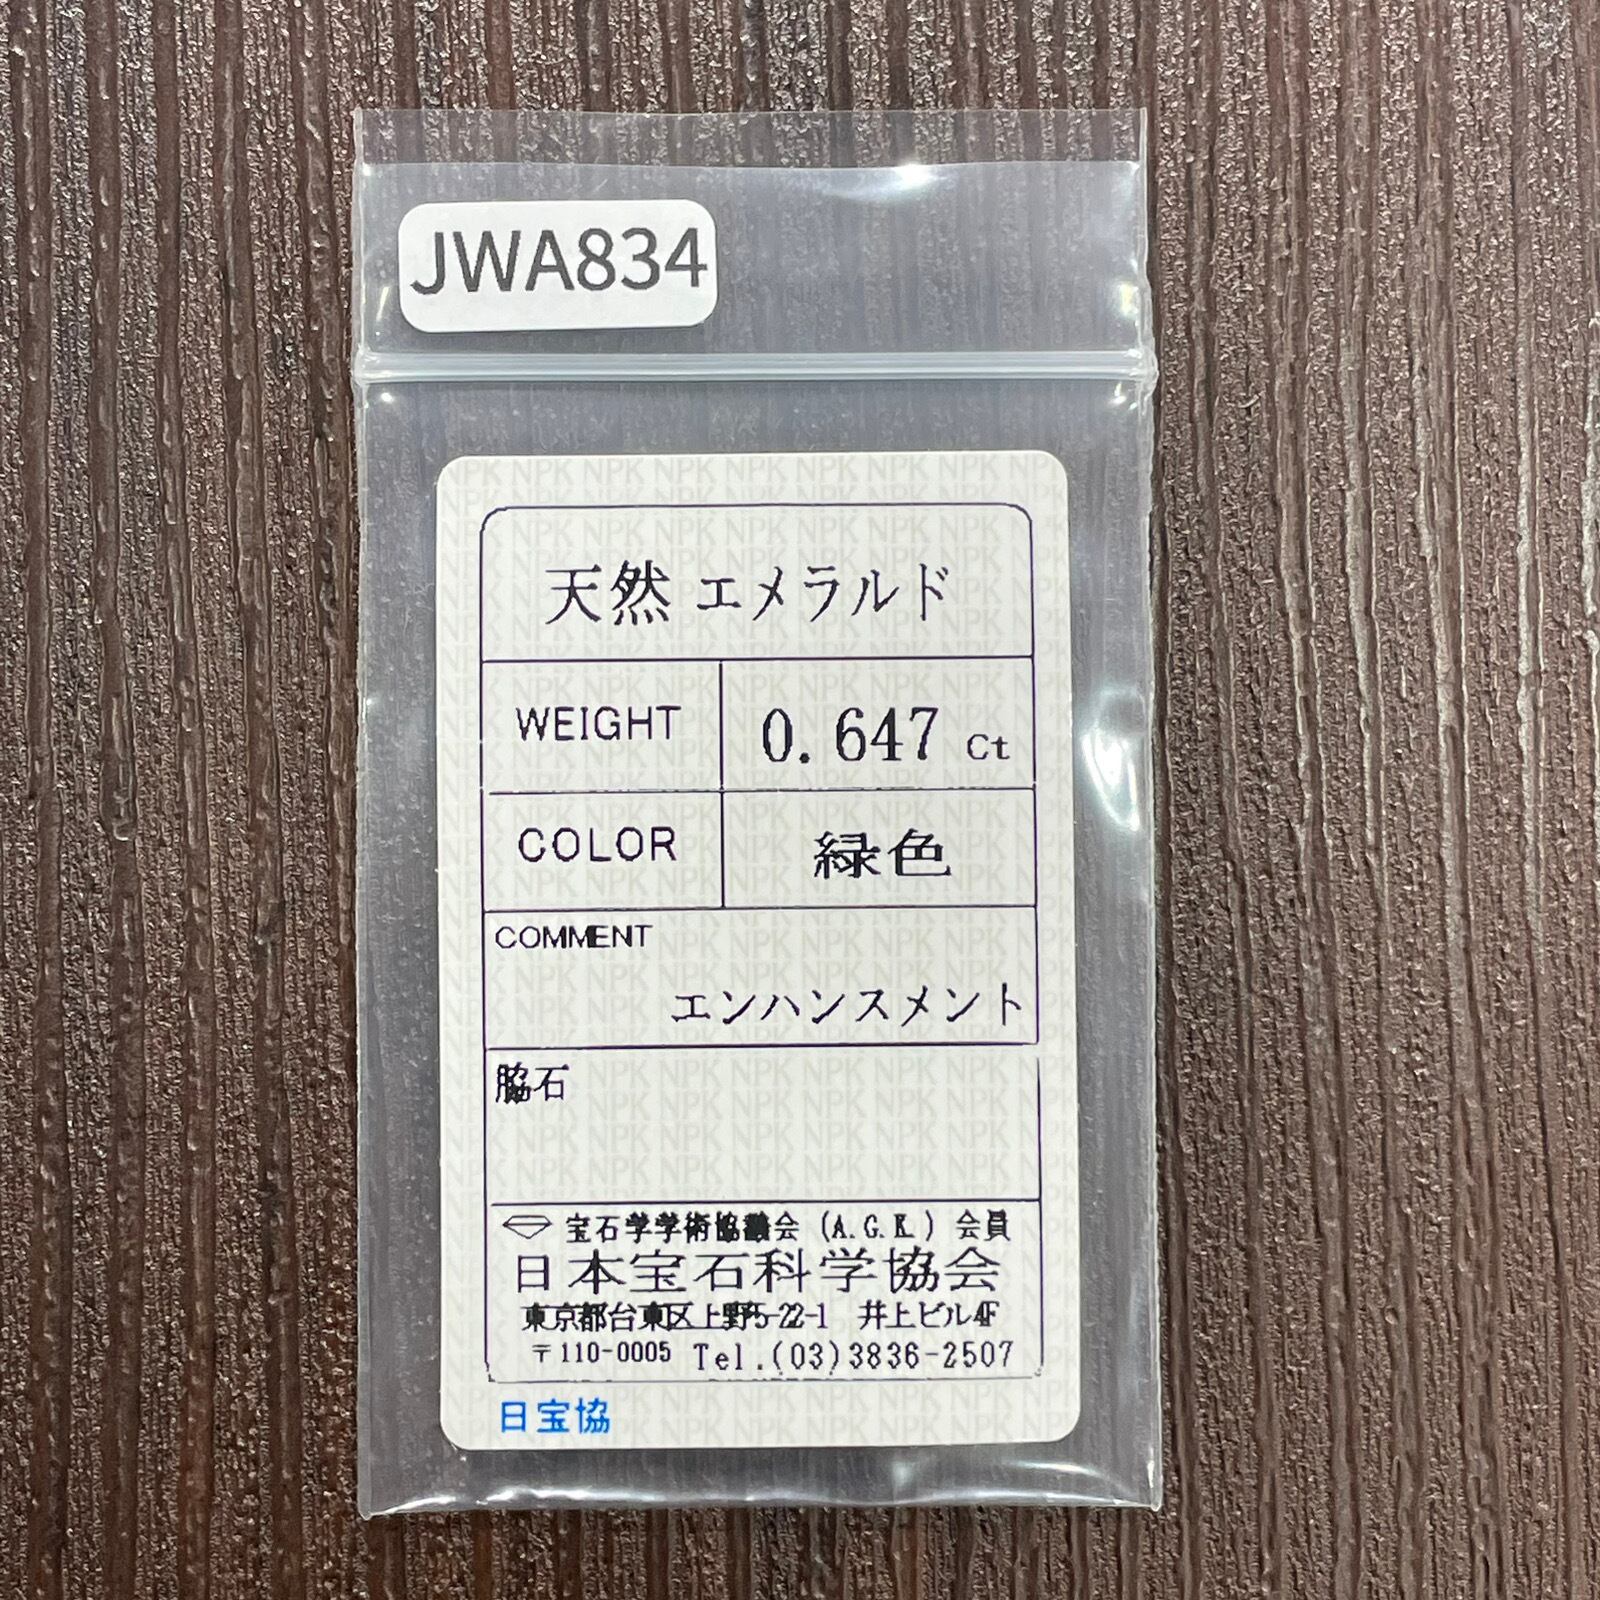 JWA834
天然 エメラルド
WEIGHT 0.647 Ct
COLOR 緑色
COMMENT
エンハンスメント
脇石
宝石学学術協議会 (A.G.K.) 会員
日本宝石科学協会
東京都台東区上野5-22-1 井上ビル4F
〒110-0005 Tel.(03)3836-2507
日宝協